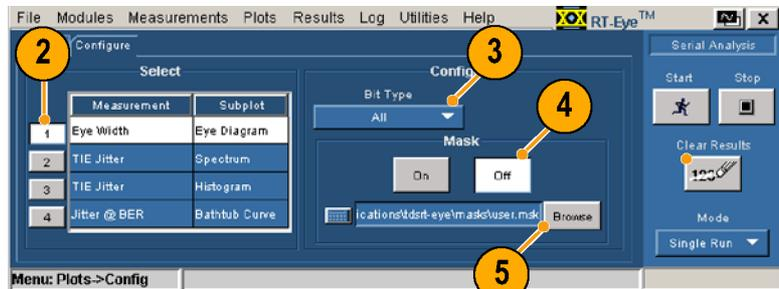 File Modules Measurements Plots Results Log Utilities Help RT-Eye™ X
2
Configure
3
Serial Analysis
Select
Config
Start Stop
Bit Type
Measurement Subplot
All
4
1 Eye Width Eye Diagram
Mask
2 TIE Jitter Spectrum
On Off
Clear Results
3 TIE Jitter Histogram
123
4 Jitter @ BER Bathtub Curve
ications\tdsrt-eye\masks\user.msk Browse
Mode
Single Run
5
Menu: Plots->Config